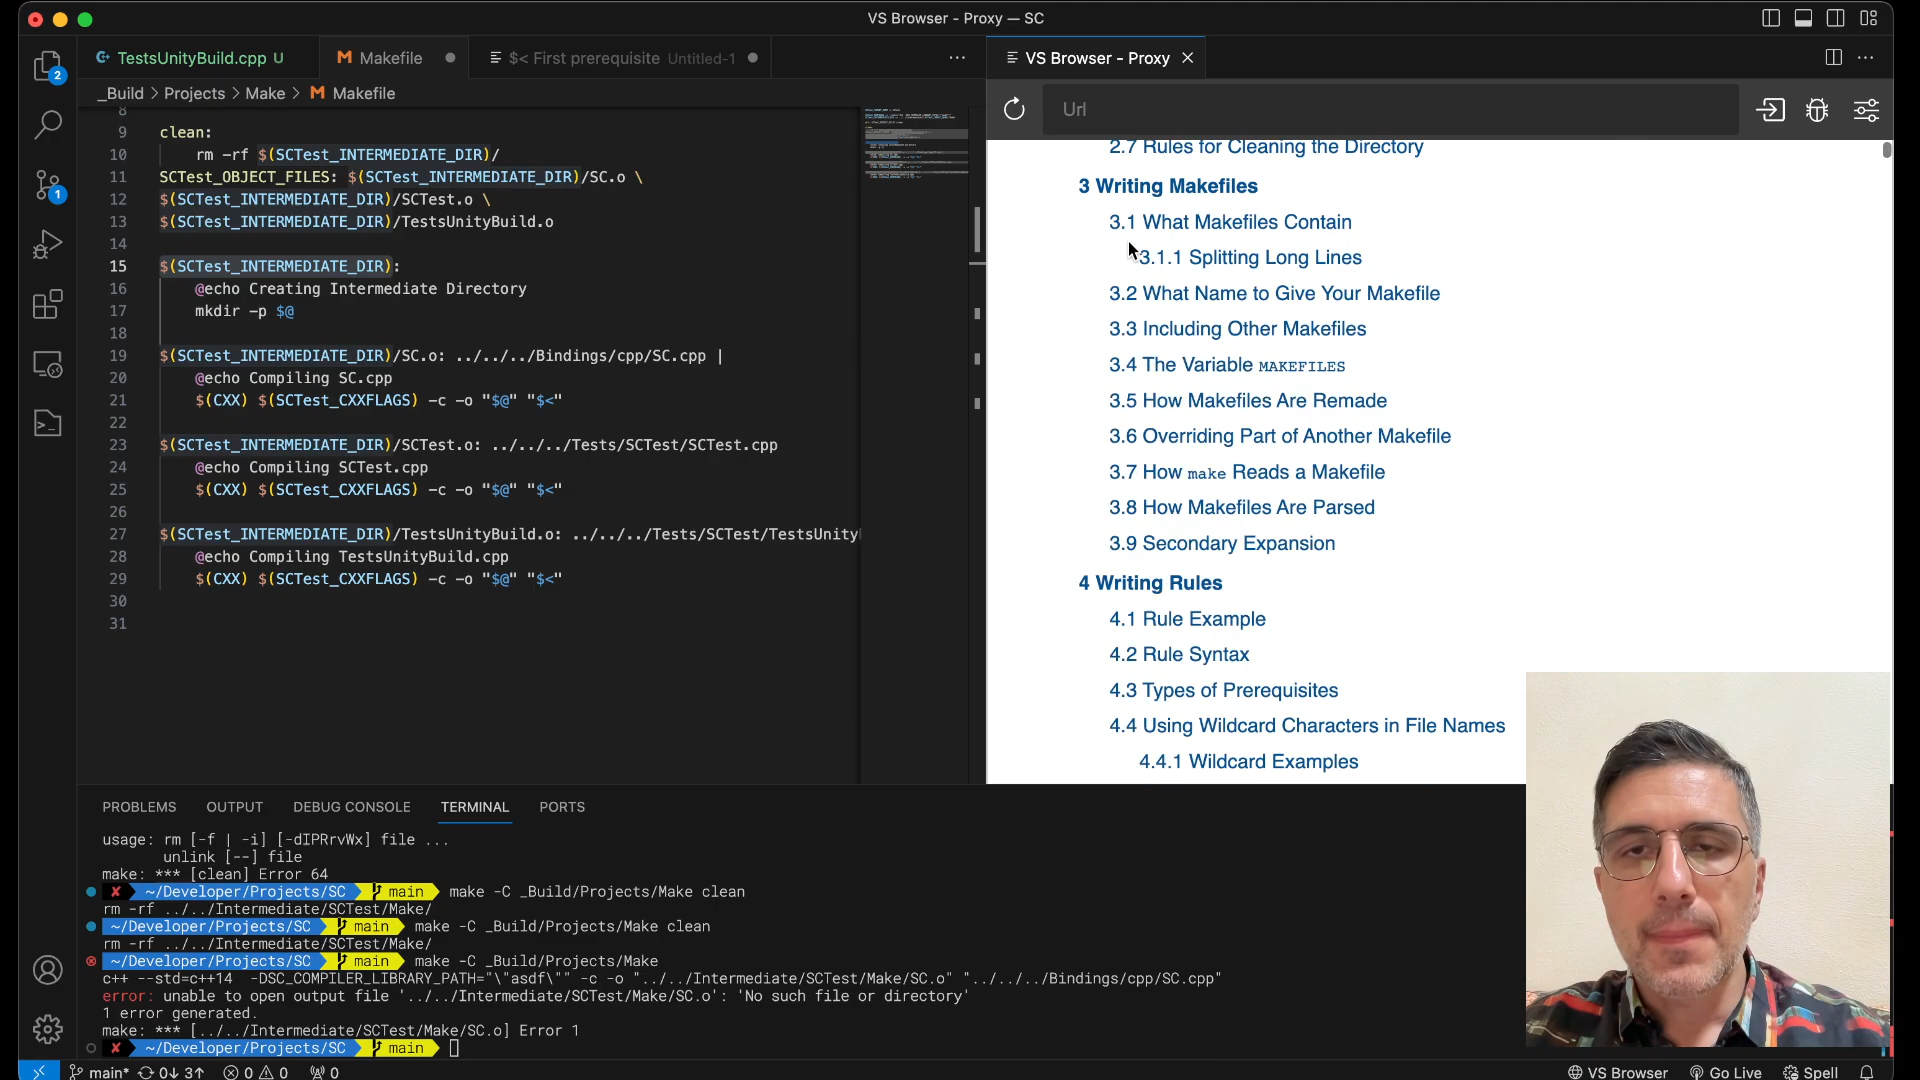 VS Browser - Proxy — SC
TestsUnityBuild.cpp U
Makefile
$< First prerequisite Untitled-1
VS Browser - Proxy
_Build > Projects > Make > Makefile
Url
8
9 clean:
10 rm -rf $(SCTest_INTERMEDIATE_DIR)/
11 SCTest_OBJECT_FILES: $(SCTest_INTERMEDIATE_DIR)/SC.o \
12 $(SCTest_INTERMEDIATE_DIR)/SCTest.o \
13 $(SCTest_INTERMEDIATE_DIR)/TestsUnityBuild.o
14
15 $(SCTest_INTERMEDIATE_DIR):
16 @echo Creating Intermediate Directory
17 mkdir -p $@
18
19 $(SCTest_INTERMEDIATE_DIR)/SC.o: ../../../Bindings/cpp/SC.cpp |
20 @echo Compiling SC.cpp
21 $(CXX) $(SCTest_CXXFLAGS) -c -o "$@" "$<"
22
23 $(SCTest_INTERMEDIATE_DIR)/SCTest.o: ../../../Tests/SCTest/SCTest.cpp
24 @echo Compiling SCTest.cpp
25 $(CXX) $(SCTest_CXXFLAGS) -c -o "$@" "$<"
26
27 $(SCTest_INTERMEDIATE_DIR)/TestsUnityBuild.o: ../../../Tests/SCTest/TestsUnity
28 @echo Compiling TestsUnityBuild.cpp
29 $(CXX) $(SCTest_CXXFLAGS) -c -o "$@" "$<"
30
31
2.7 Rules for Cleaning the Directory
3 Writing Makefiles
3.1 What Makefiles Contain
3.1.1 Splitting Long Lines
3.2 What Name to Give Your Makefile
3.3 Including Other Makefiles
3.4 The Variable MAKEFILES
3.5 How Makefiles Are Remade
3.6 Overriding Part of Another Makefile
3.7 How make Reads a Makefile
3.8 How Makefiles Are Parsed
3.9 Secondary Expansion
4 Writing Rules
4.1 Rule Example
4.2 Rule Syntax
4.3 Types of Prerequisites
4.4 Using Wildcard Characters in File Names
4.4.1 Wildcard Examples
2
1
PROBLEMS OUTPUT DEBUG CONSOLE TERMINAL PORTS
usage: rm [-f | -i] [-dIPRrvWx] file ...
unlink [--] file
make: *** [clean] Error 64
✘ ~/Developer/Projects/SC main make -C _Build/Projects/Make clean
rm -rf ../../Intermediate/SCTest/Make/
~/Developer/Projects/SC main make -C _Build/Projects/Make clean
rm -rf ../../Intermediate/SCTest/Make/
~/Developer/Projects/SC main make -C _Build/Projects/Make
c++ --std=c++14 -DSC_COMPILER_LIBRARY_PATH="\"asdf\"" -c -o "../../Intermediate/SCTest/Make/SC.o" "../../../Bindings/cpp/SC.cpp"
error: unable to open output file '../../Intermediate/SCTest/Make/SC.o': 'No such file or directory'
1 error generated.
make: *** [../../Intermediate/SCTest/Make/SC.o] Error 1
✘ ~/Developer/Projects/SC main
main* 0↓ 3↑ 0 0 0 VS Browser Go Live Spell